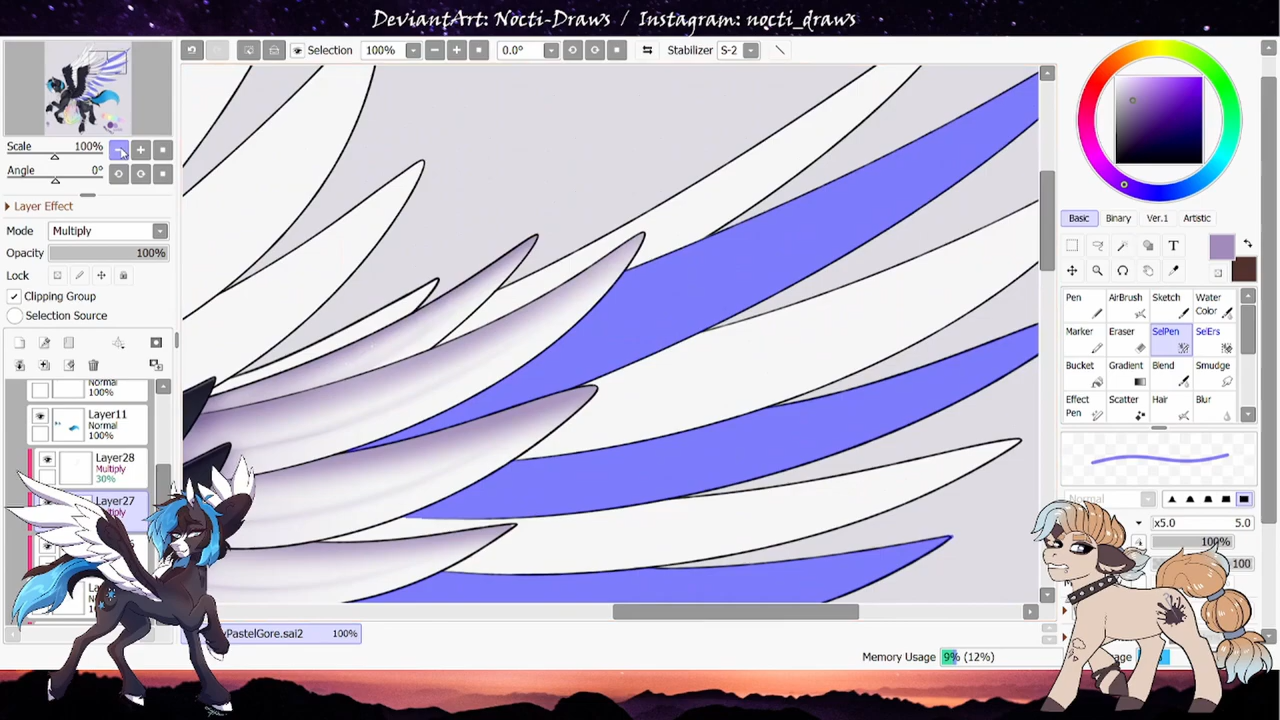 DeviantArt: Nocti-Draws / Instagram: nocti_draws
Selection 100% 0.0° Stabilizer S-2
Scale 100%
Angle 0°
Layer Effect
Mode Multiply
Opacity 100%
Lock
Clipping Group
Selection Source
Normal
100%
Layer11
Normal
100%
Layer28
Multiply
30%
Layer27
Basic Binary Ver.1 Artistic
T
Pen AirBrush Sketch Water Color
Marker Eraser SelPen SelErs
Bucket Gradient Blend Smudge
Effect Pen Scatter Hair Blur
Normal
x5.0 5.0
100%
100
PastelGore.sai2 100%
Memory Usage 9% (12%)